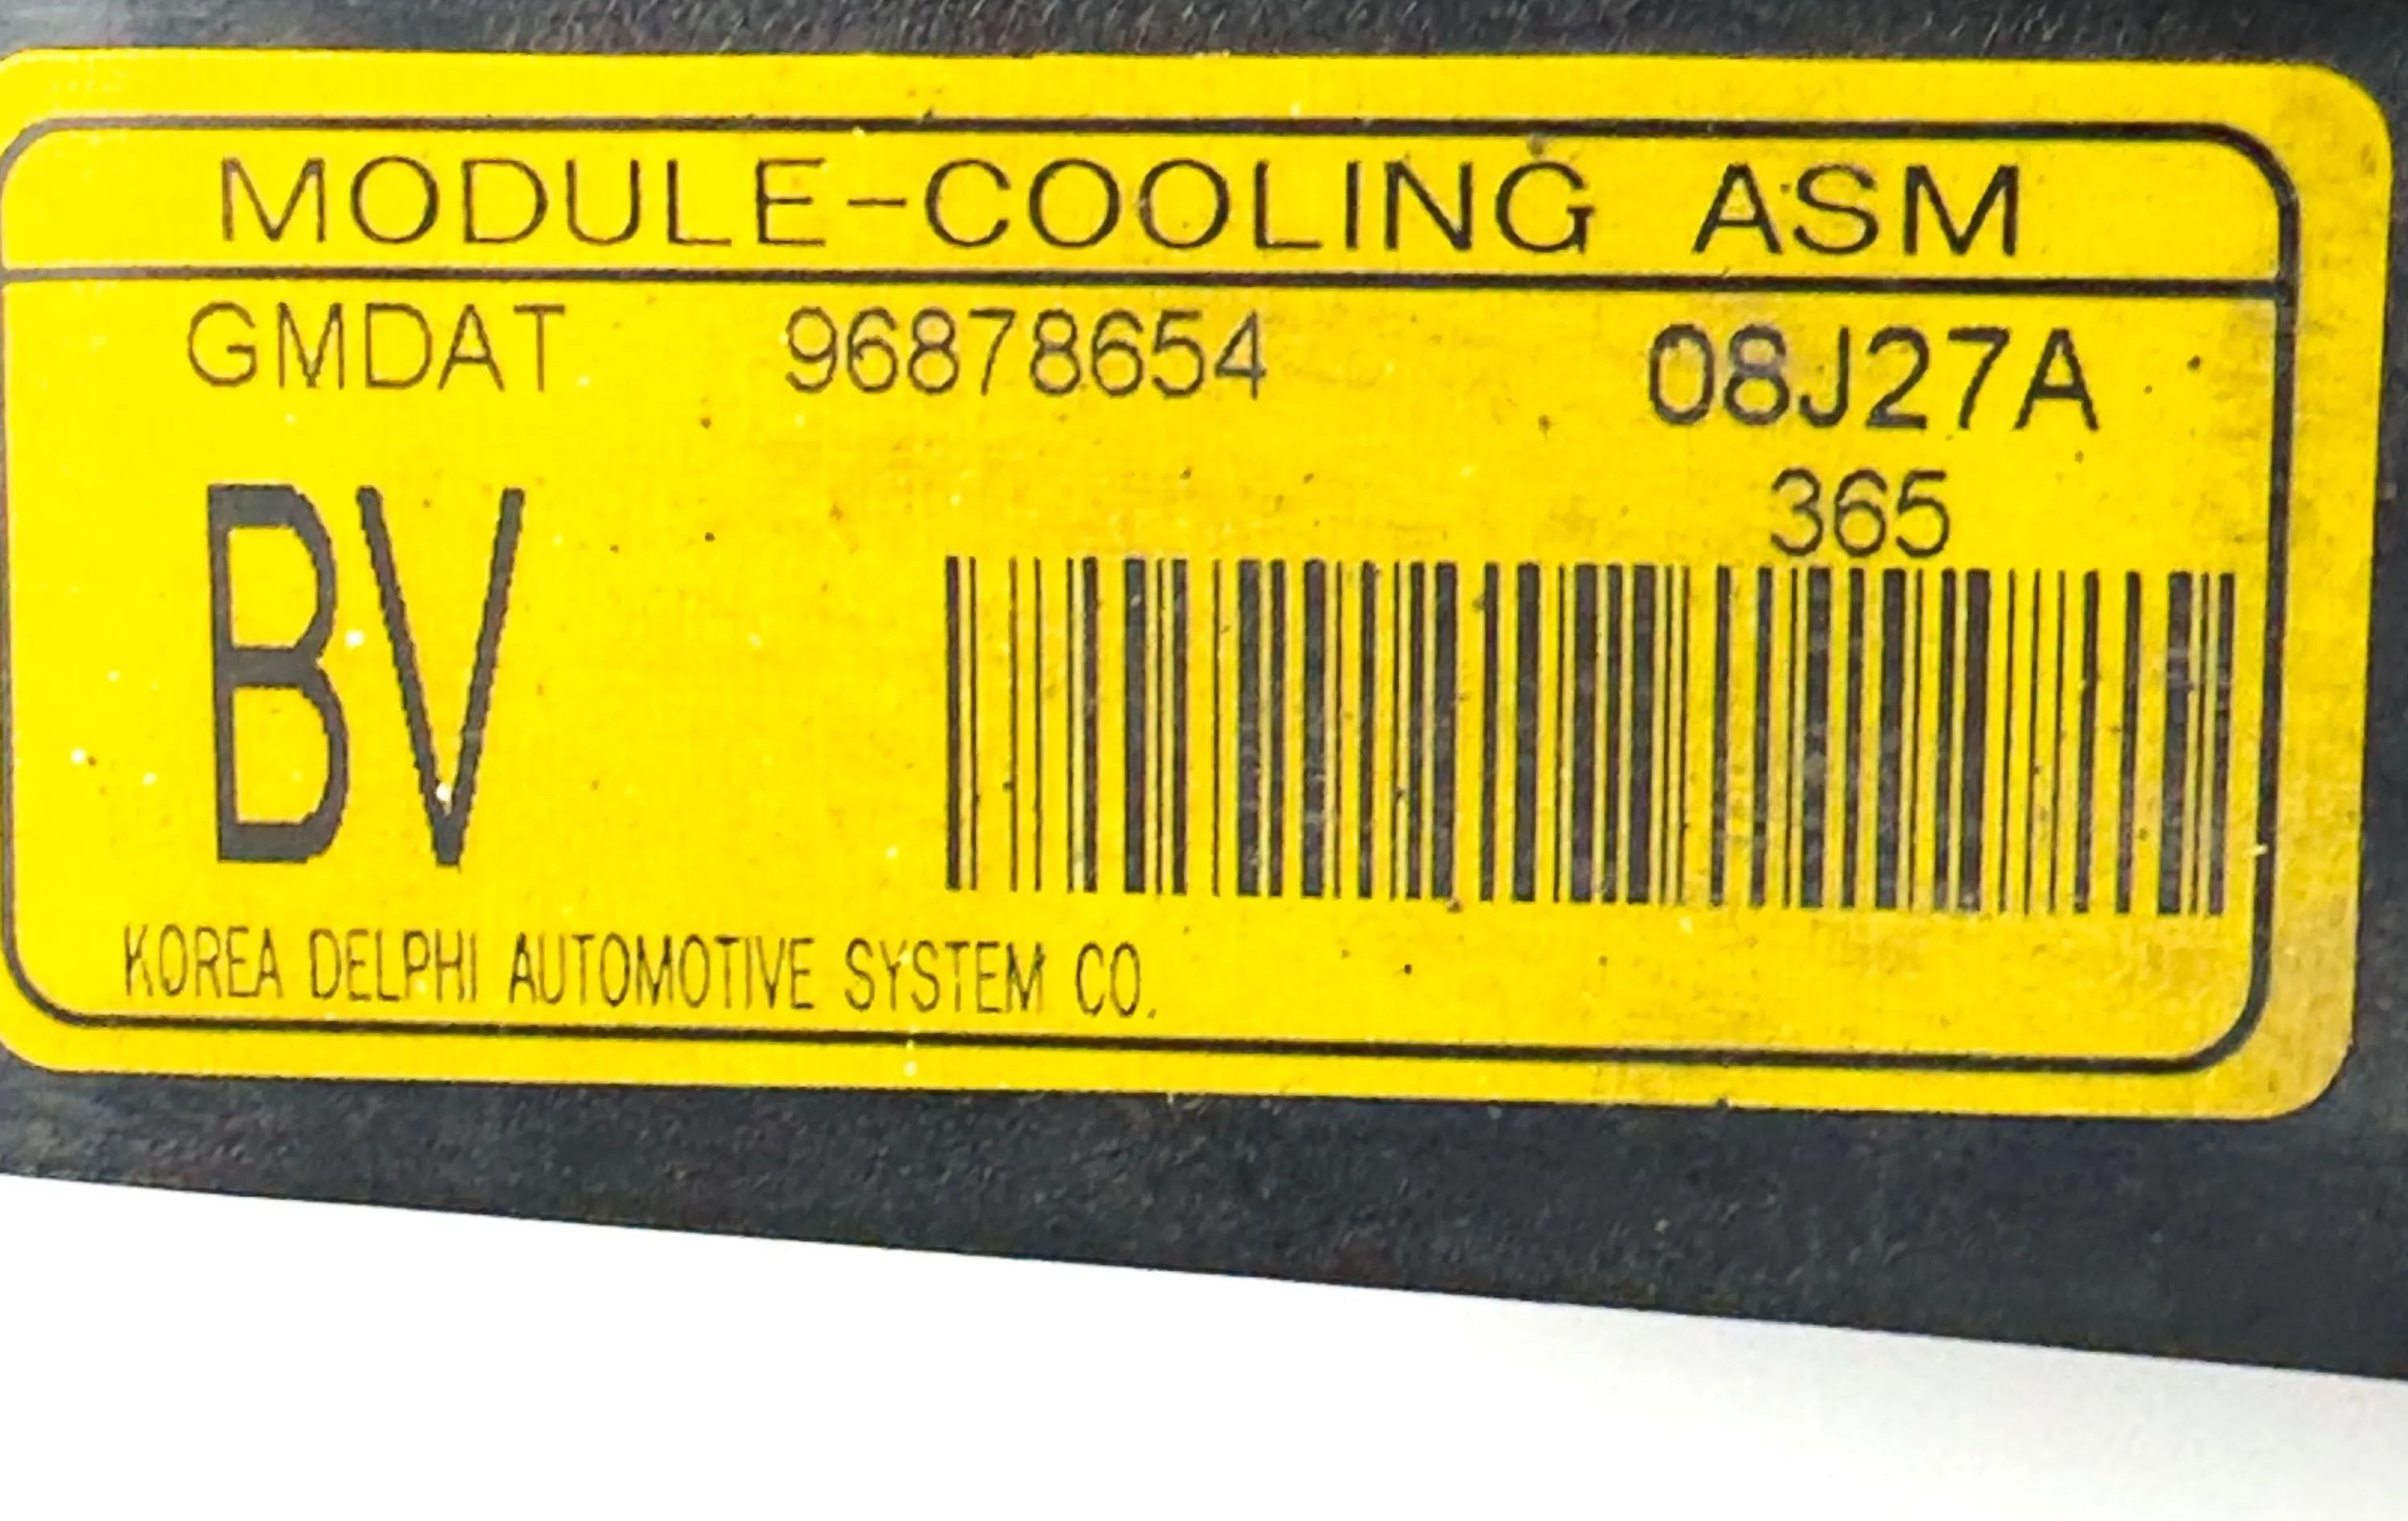 MODULE-COOLING ASM
GMDAT 96878654 08J27A
365
BV
KOREA DELPHI AUTOMOTIVE SYSTEM CO.